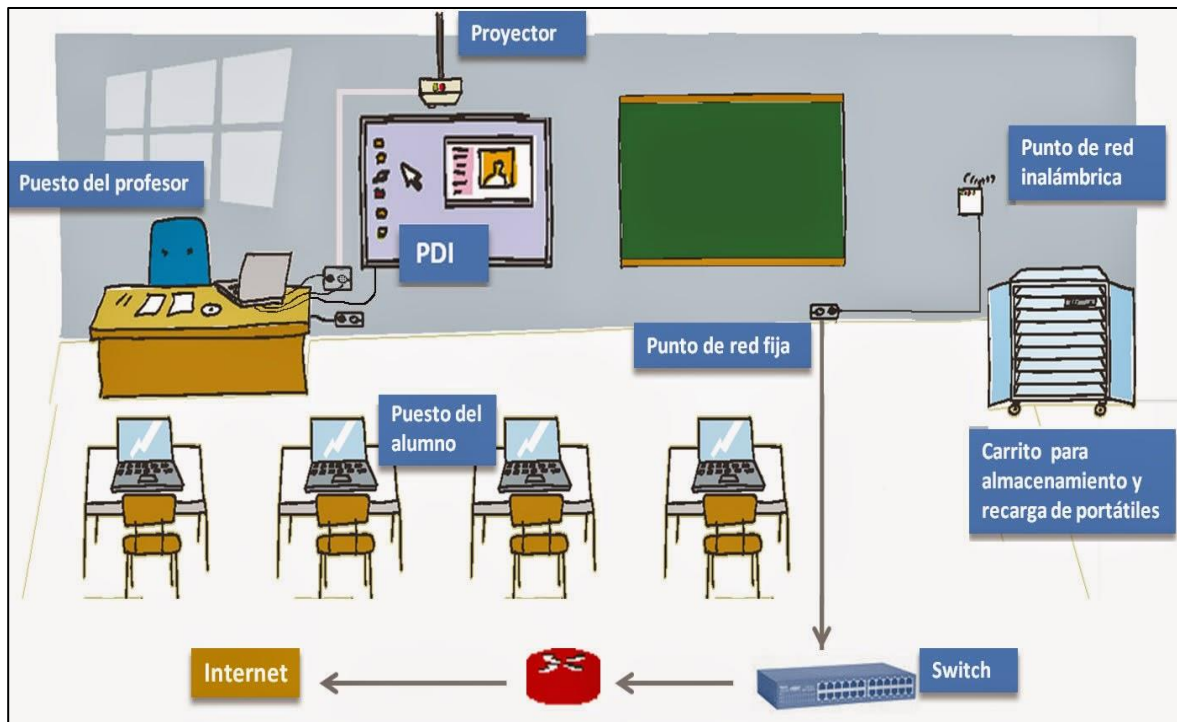 Proyector
Puesto del profesor
PDI
Punto de red
inalámbrica
Punto de red fija
Puesto del
alumno
Carrito para
almacenamiento y
recarga de portátiles
Internet
Switch